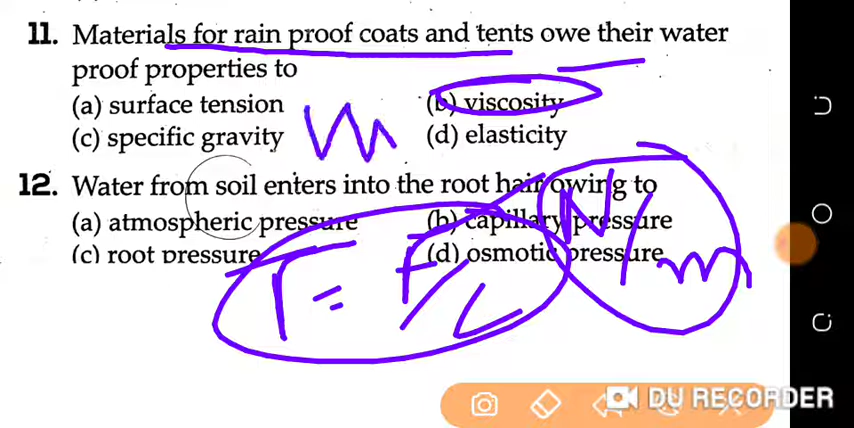 11. Materials for rain proof coats and tents owe their water
proof properties to
(a) surface tension (b) viscosity
(c) specific gravity (d) elasticity
12. Water from soil enters into the root hair owing to
(a) atmospheric pressure (b) capillary pressure
(c) root pressure (d) osmotic pressure
T = F/L N/m
DU RECORDER